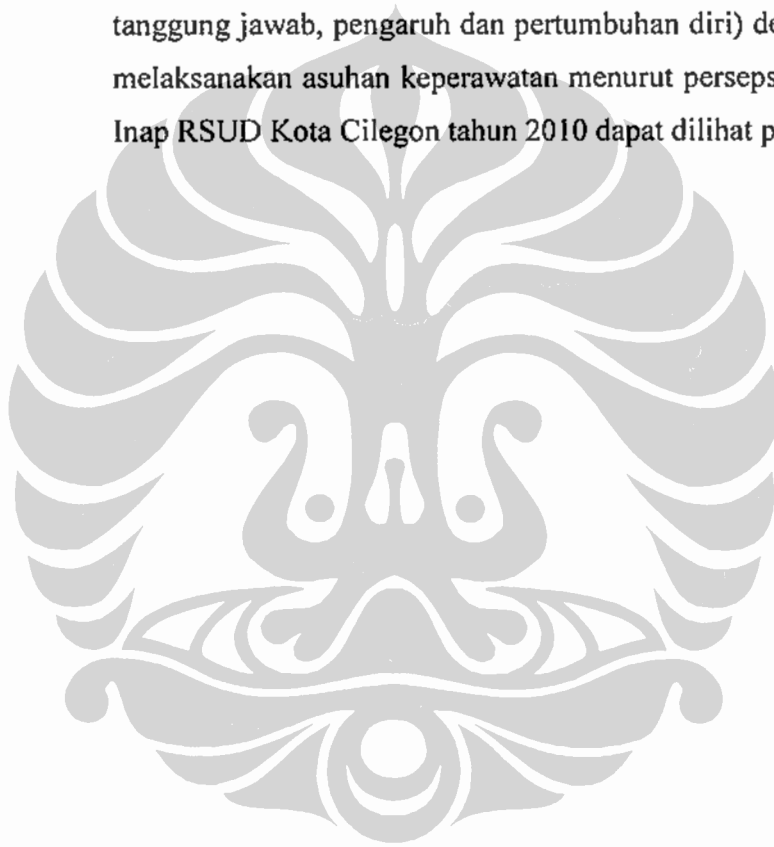 tanggung jawab, pengaruh dan pertumbuhan diri) de
melaksanakan asuhan keperawatan menurut perseps
Inap RSUD Kota Cilegon tahun 2010 dapat dilihat p